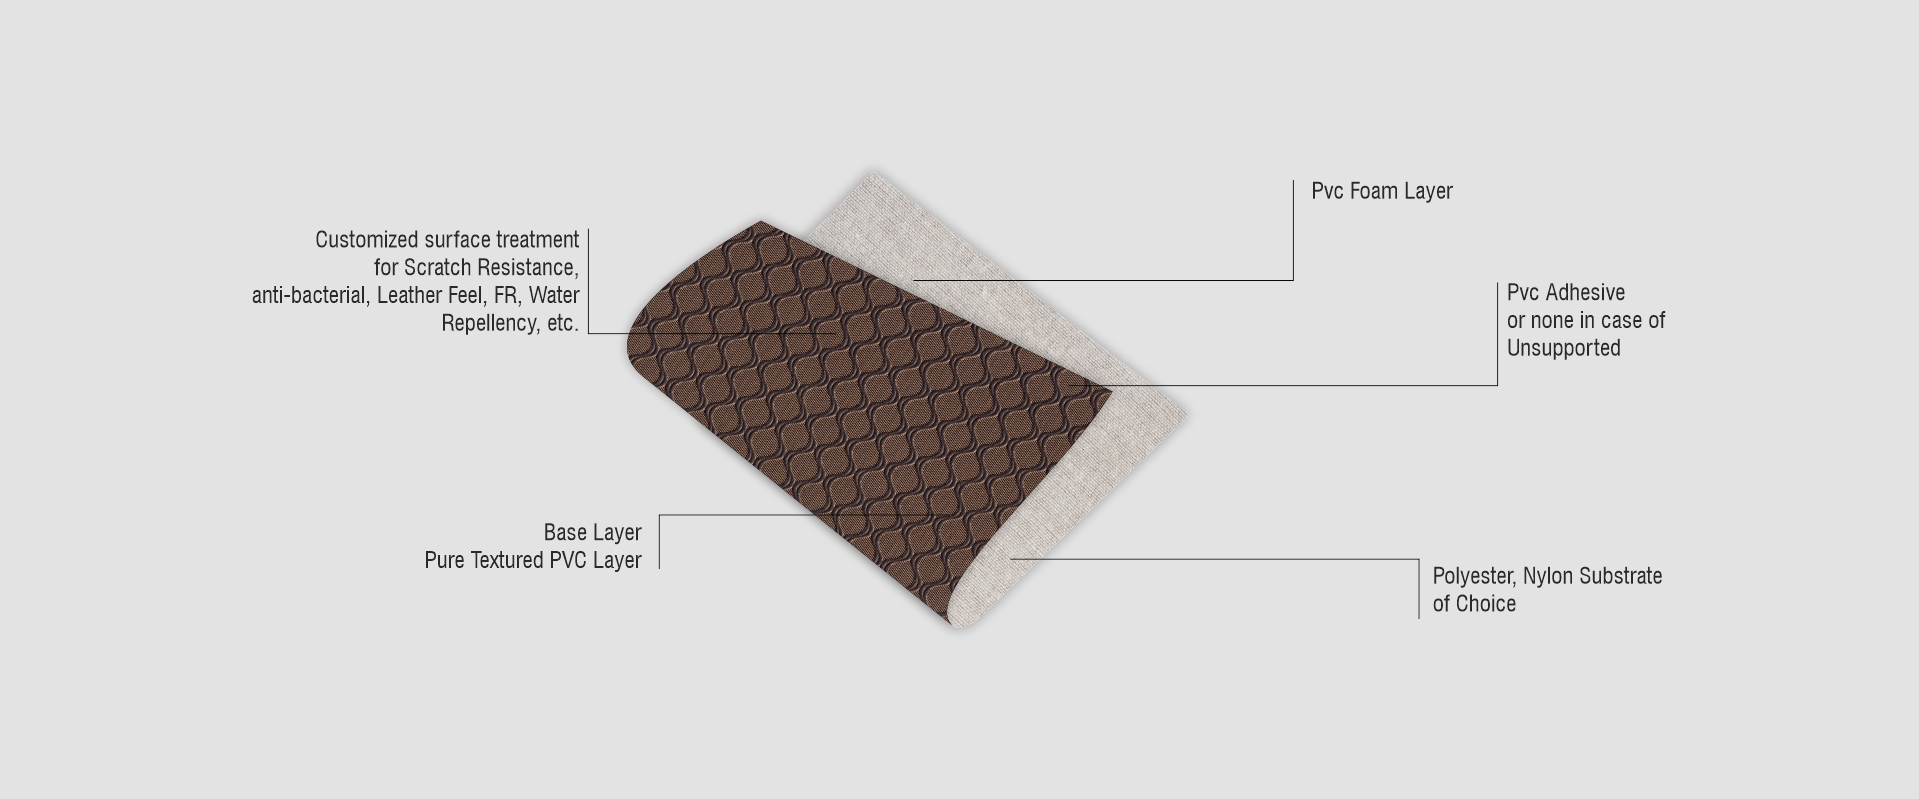 Customized surface treatment
for Scratch Resistance,
anti-bacterial, Leather Feel, FR, Water
Repellency, etc.
Base Layer
Pure Textured PVC Layer
Pvc Foam Layer
Pvc Adhesive
or none in case of
Unsupported
Polyester, Nylon Substrate
of Choice